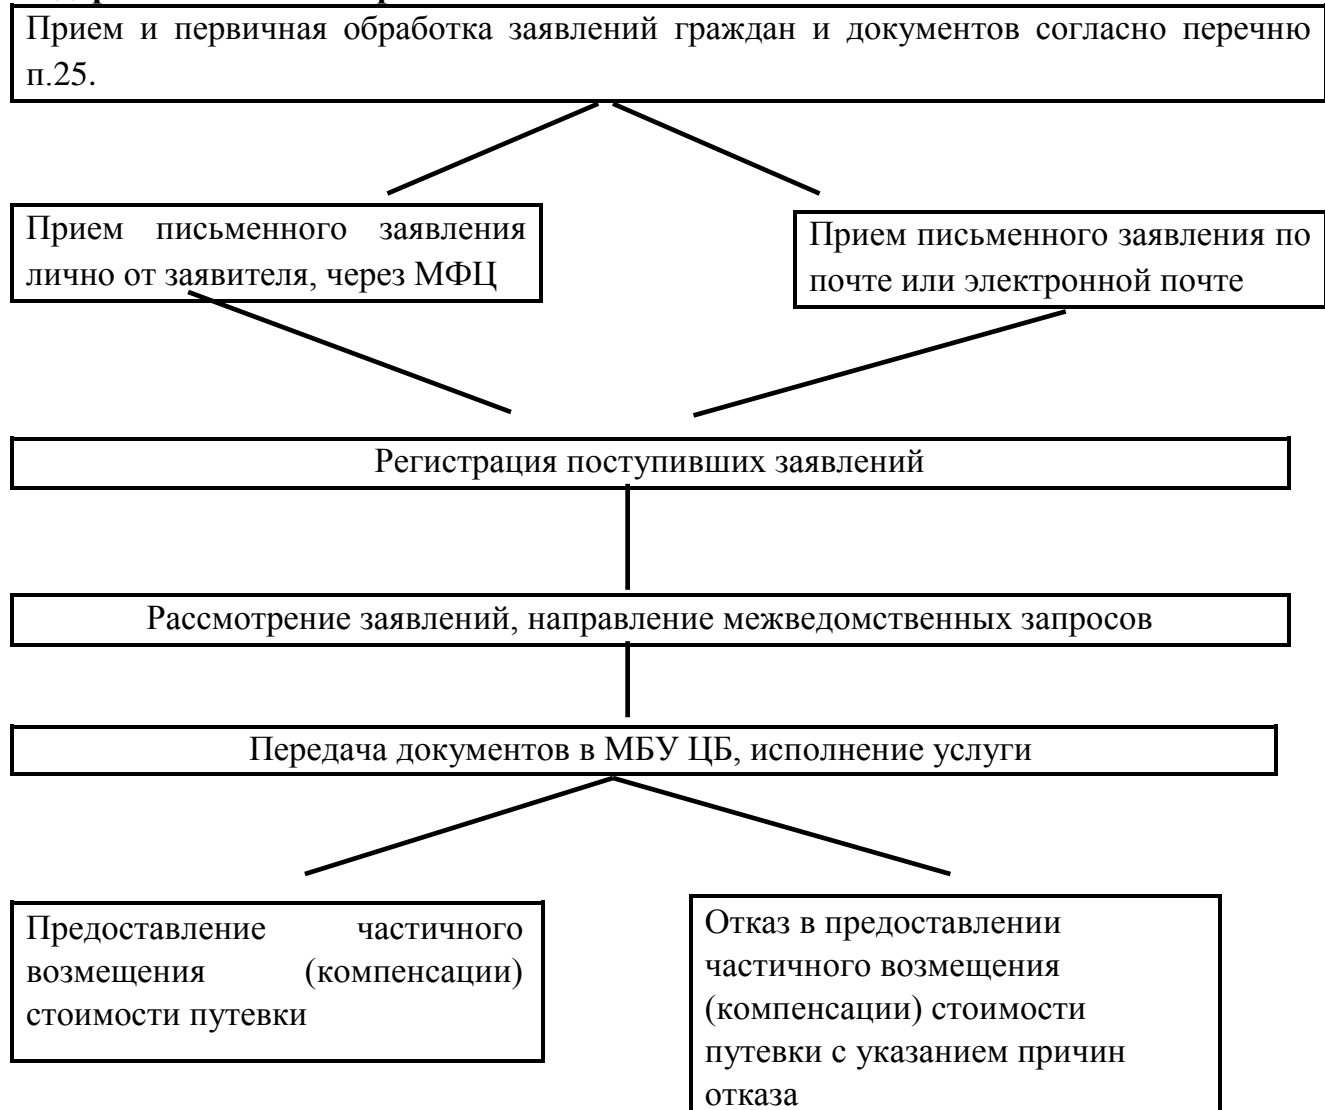 Прием и первичная обработка заявлений граждан и документов согласно перечню
п.25.
Прием письменного заявления
лично от заявителя, через МФЦ
Прием письменного заявления по
почте или электронной почте
Регистрация поступивших заявлений
Рассмотрение заявлений, направление межведомственных запросов
Передача документов в МБУ ЦБ, исполнение услуги
Предоставление частичного
возмещения (компенсации)
стоимости путевки
Отказ в предоставлении
частичного возмещения
(компенсации) стоимости
путевки с указанием причин
отказа